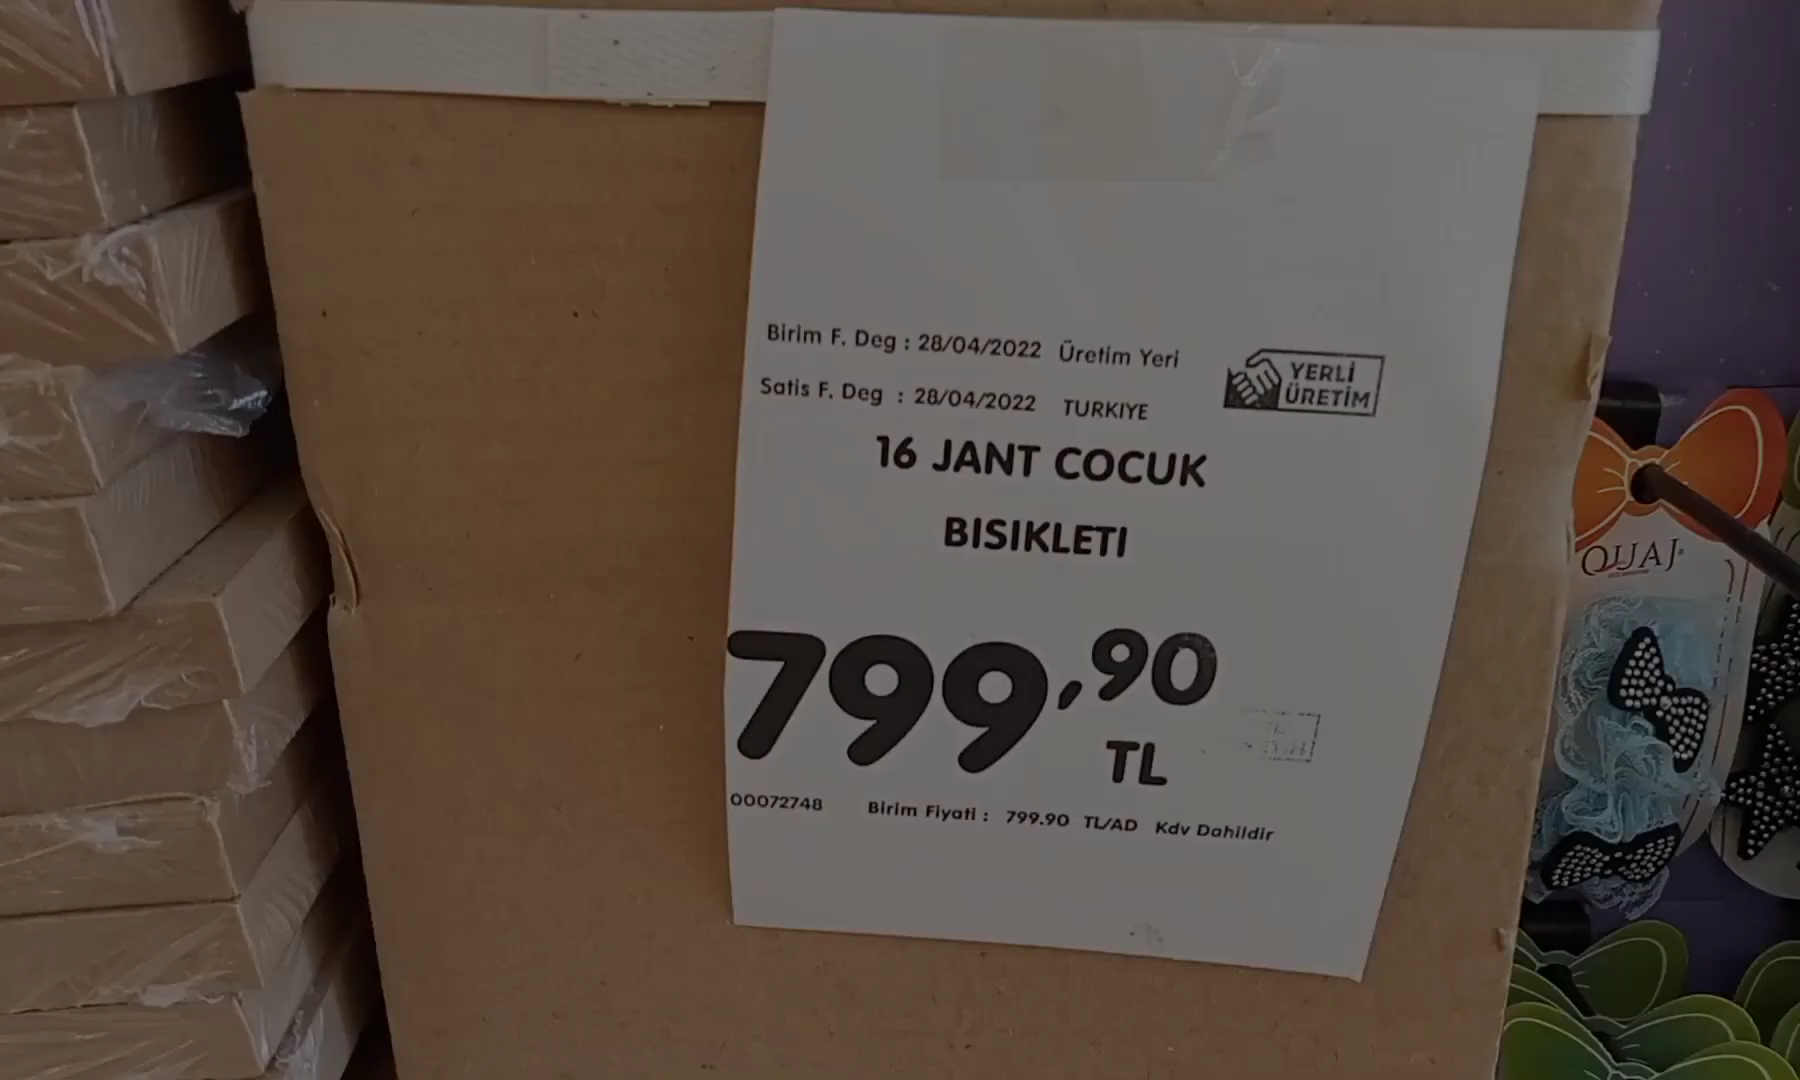 Birim F. Deg : 28/04/2022 Üretim Yeri
Satis F. Deg : 28/04/2022 TURKIYE
YERLİ
ÜRETİM
16 JANT COCUK
BISIKLETI
799,90
TL
00072748 Birim Fiyati : 799.90 TL/AD Kdv Dahildir
QUAJ